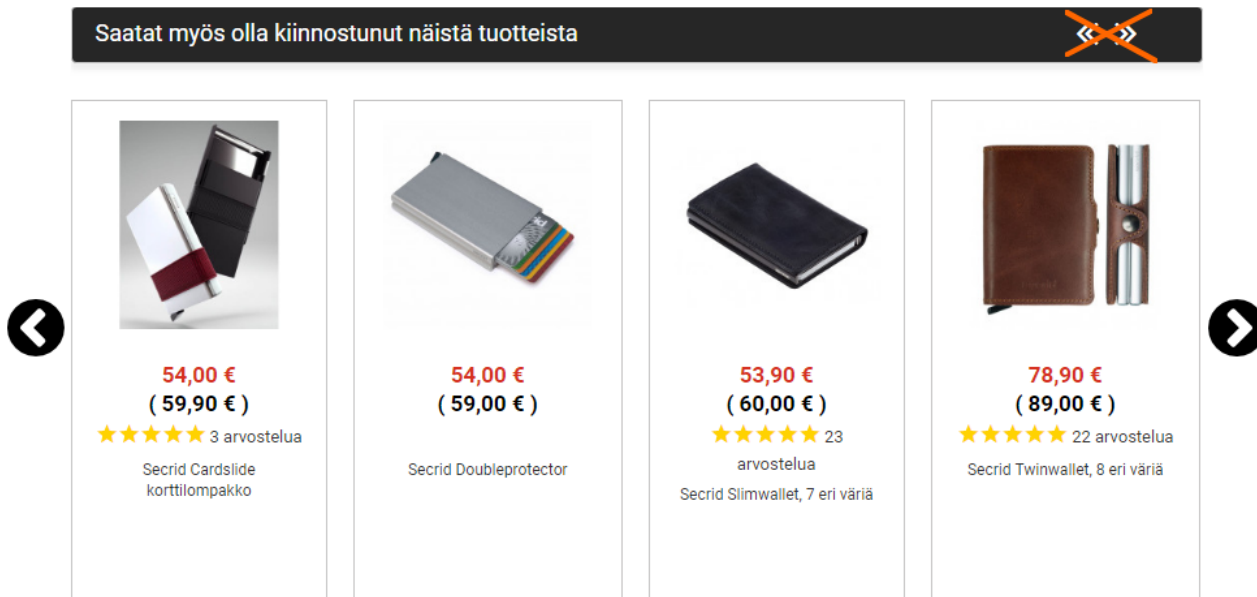 Saatat myös olla kiinnostunut näistä tuotteista
54,00 €
( 59,90 € )
3 arvostelua
Secrid Cardslide
korttilompakko
54,00 €
( 59,00 € )
Secrid Doubleprotector
53,90 €
( 60,00 € )
23
arvostelua
Secrid Slimwallet, 7 eri väriä
78,90 €
( 89,00 € )
22 arvostelua
Secrid Twinwallet, 8 eri väriä